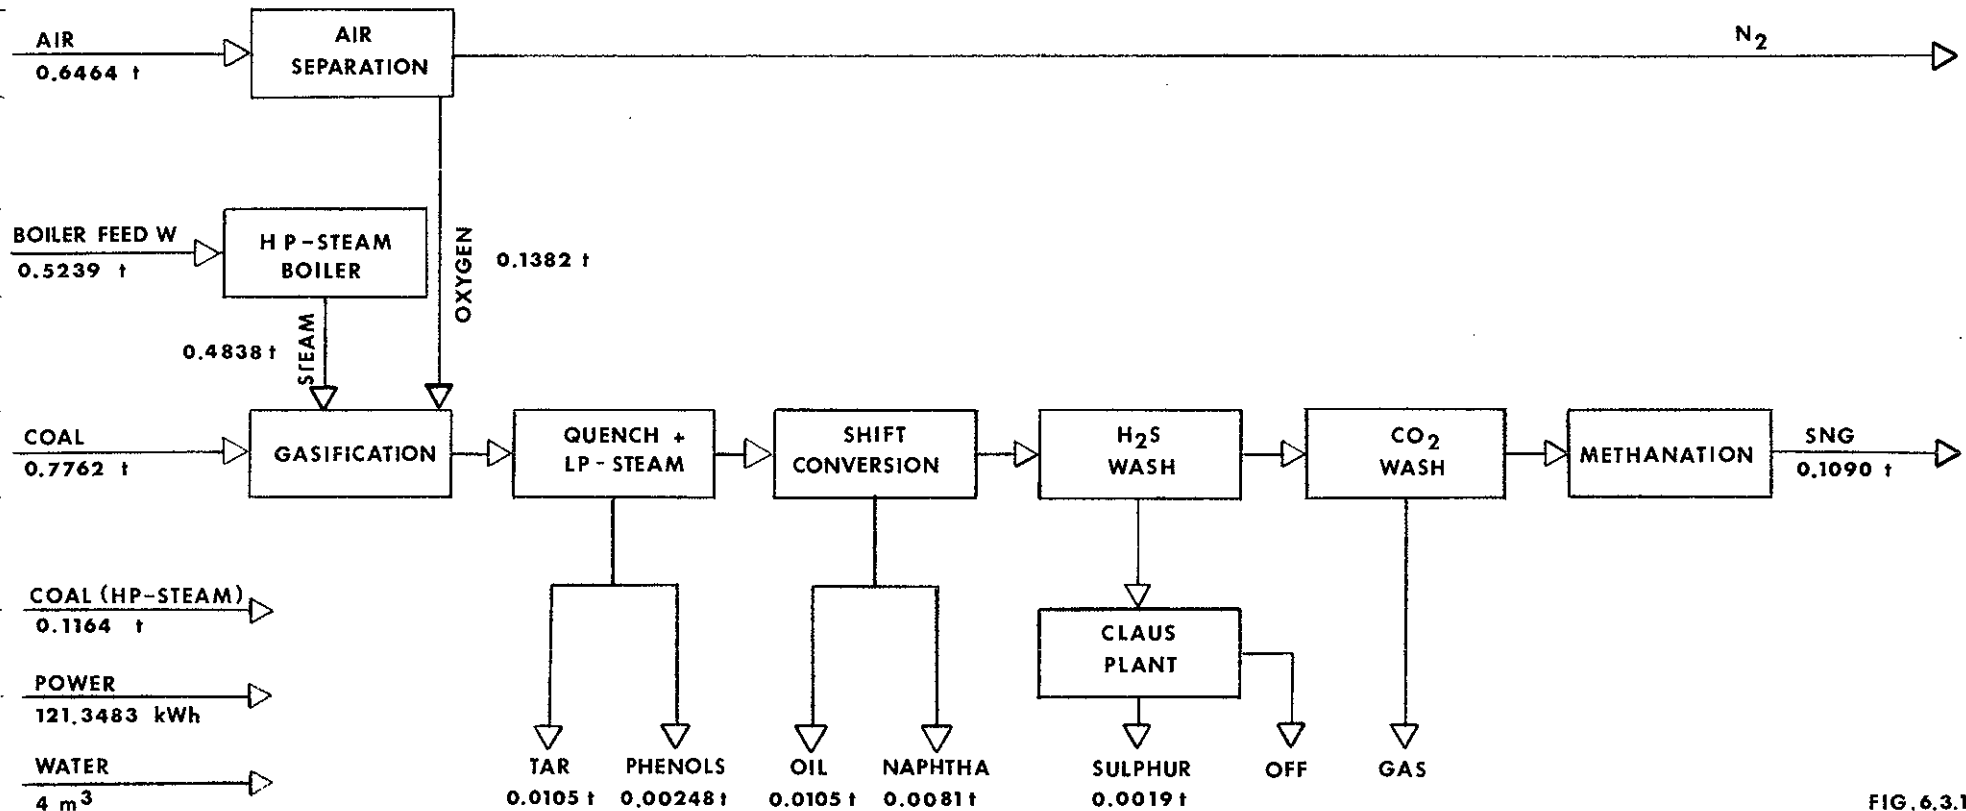 AIR
0.6464 t
AIR
SEPARATION
N2
BOILER FEED W
0.5239 t
HP-STEAM
BOILER
OXYGEN
0.1382 t
STEAM
0.4838 t
COAL
0.7762 t
GASIFICATION
QUENCH +
LP-STEAM
SHIFT
CONVERSION
H2S
WASH
CO2
WASH
METHANATION
SNG
0.1090 t
COAL (HP-STEAM)
0.1164 t
CLAUS
PLANT
POWER
121.3483 kWh
WATER
4 m3
TAR
0.0105 t
PHENOLS
0.00248 t
OIL
0.0105 t
NAPHTHA
0.0081 t
SULPHUR
0.0019 t
OFF
GAS
FIG.6.3.1